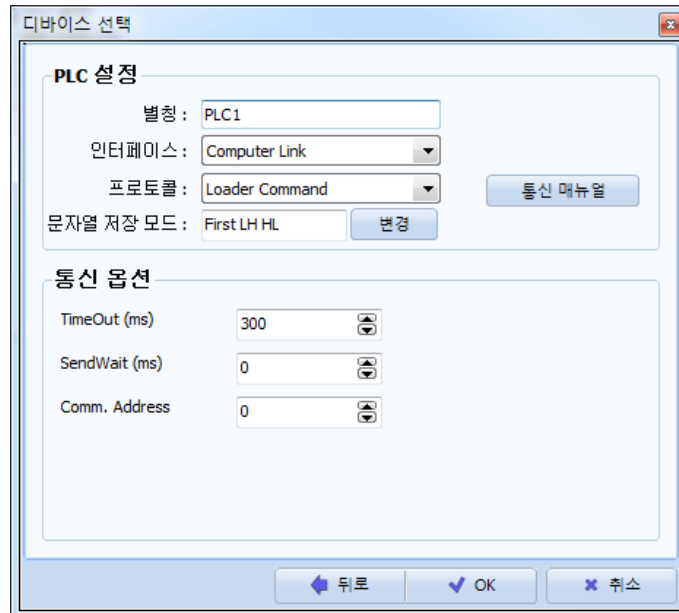 디바이스 선택
PLC 설정
별칭 : PLC1
인터페이스 : Computer Link
프로토콜 : Loader Command 통신 매뉴얼
문자열 저장 모드 : First LH HL 변경
통신 옵션
TimeOut (ms) 300
SendWait (ms) 0
Comm. Address 0
뒤로 OK 취소